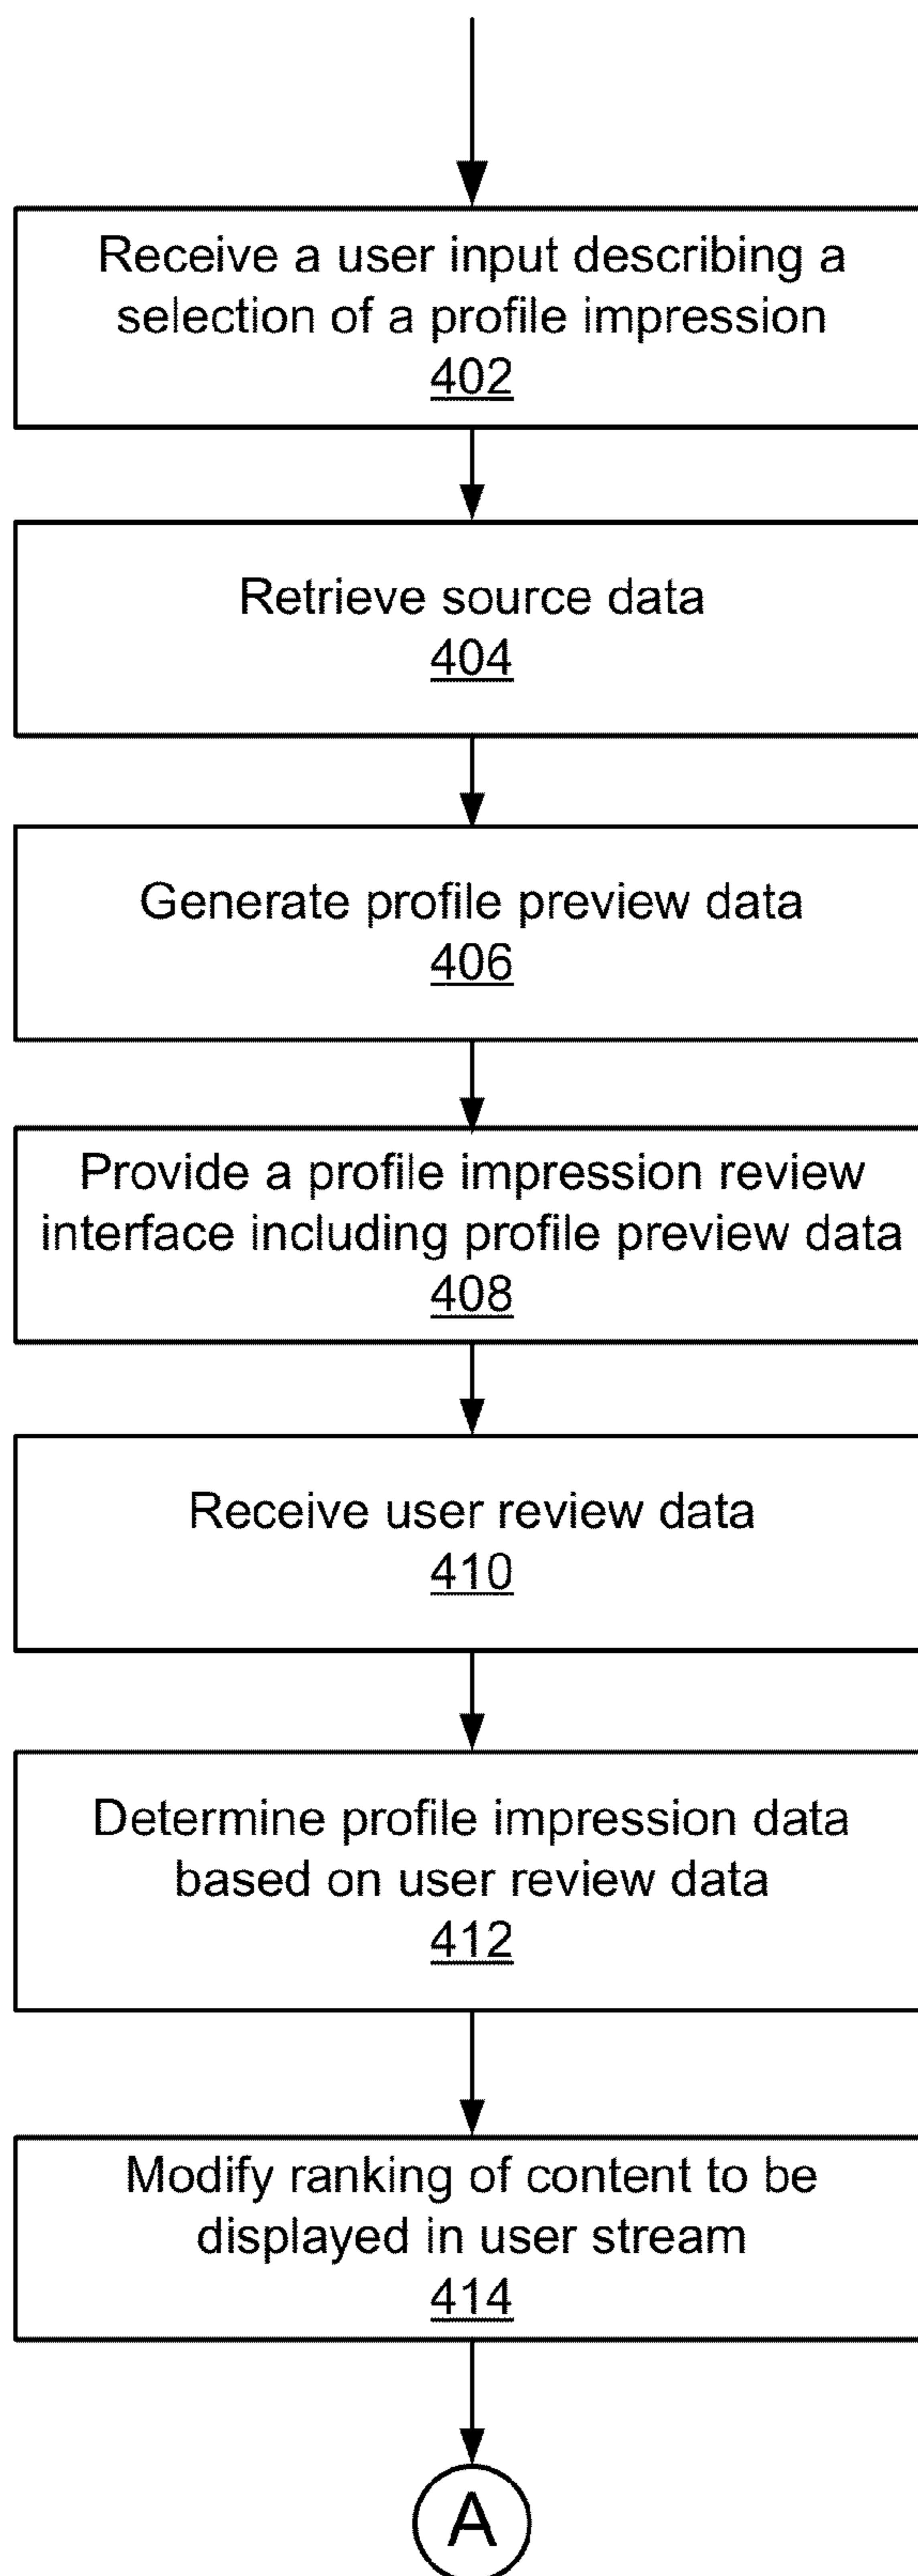 Receive a user input describing a
selection of a profile impression
402
Retrieve source data
404
Generate profile preview data
406
Provide a profile impression review
interface including profile preview data
408
Receive user review data
410
Determine profile impression data
based on user review data
412
Modify ranking of content to be
displayed in user stream
414
A